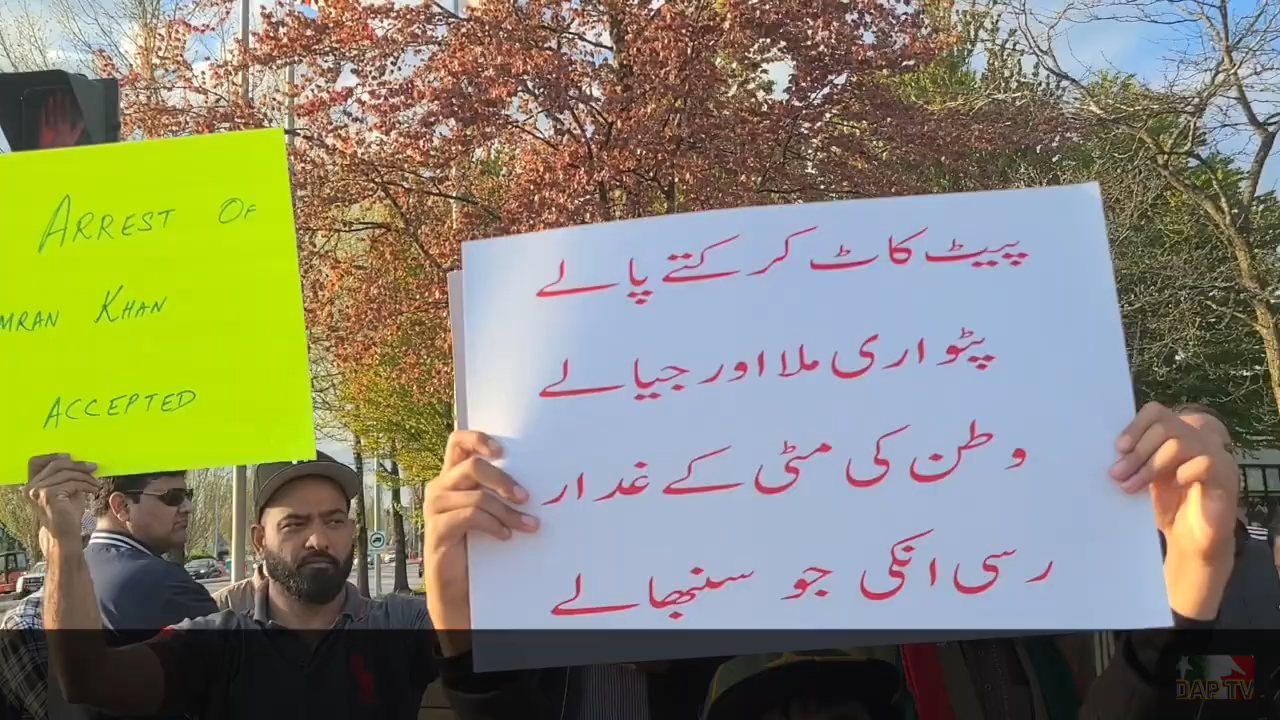 ARREST OF
MRAN KHAN
ACCEPTED
پیٹ کاٹ کر کتے پالے
پٹواری ملا اور جیالے
وطن کی مٹی کے غدار
رسی انکی جو سنبھالے
DAP TV